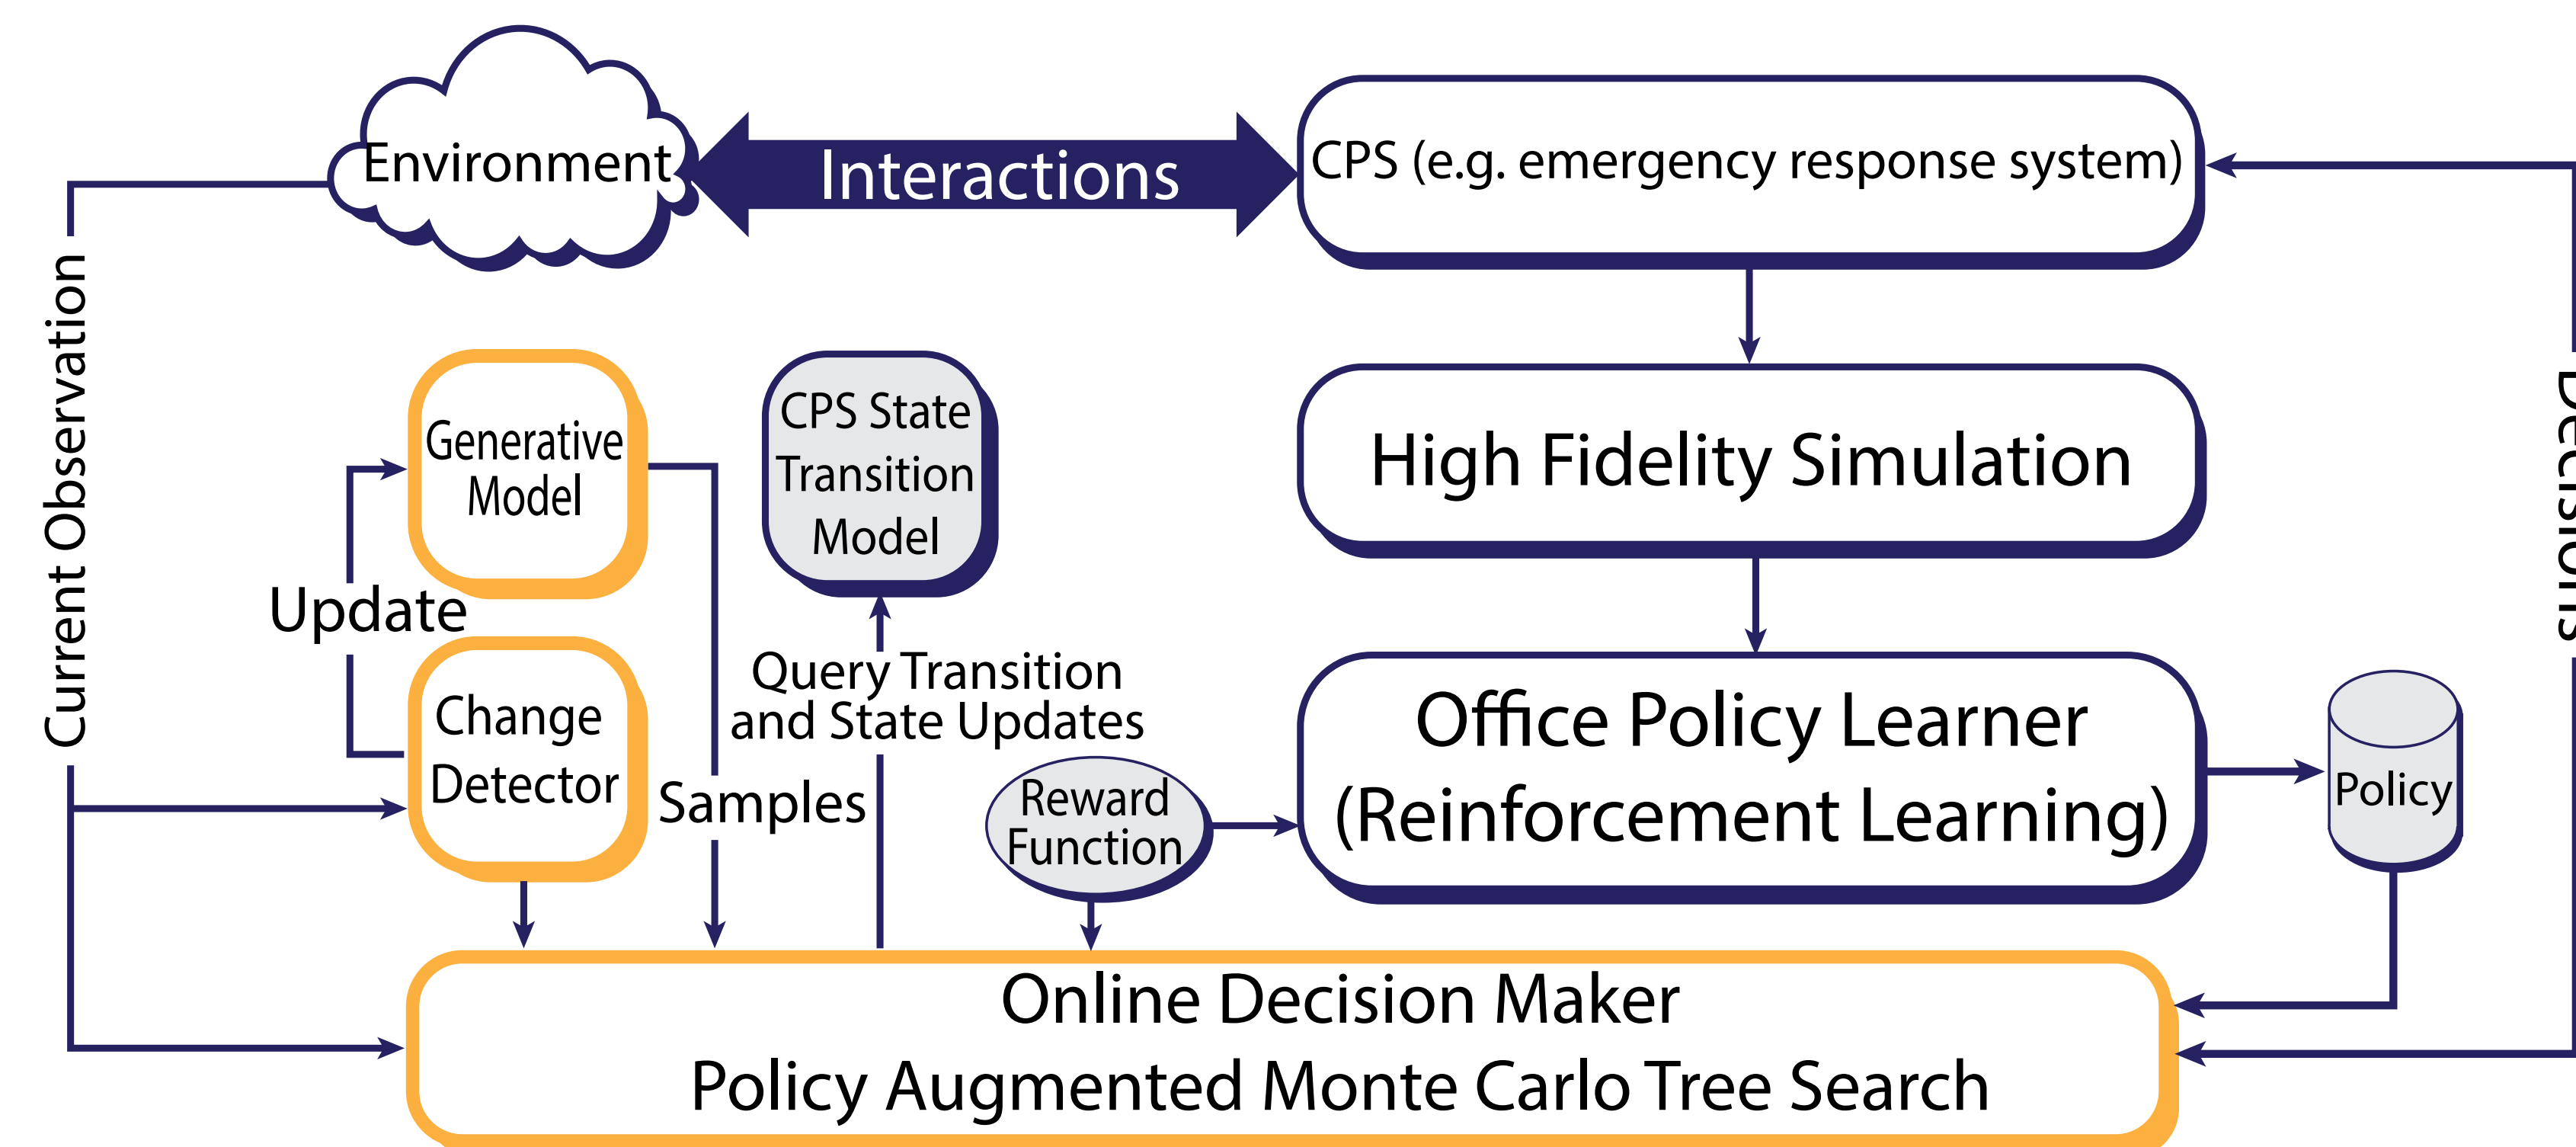 Environment
Interactions
CPS (e.g. emergency response system)
Current Observation
Generative
Model
CPS State
Transition
Model
High Fidelity Simulation
Decisions
Update
Change
Detector
Samples
Query Transition
and State Updates
Reward
Function
Office Policy Learner
(Reinforcement Learning)
Policy
Online Decision Maker
Policy Augmented Monte Carlo Tree Search